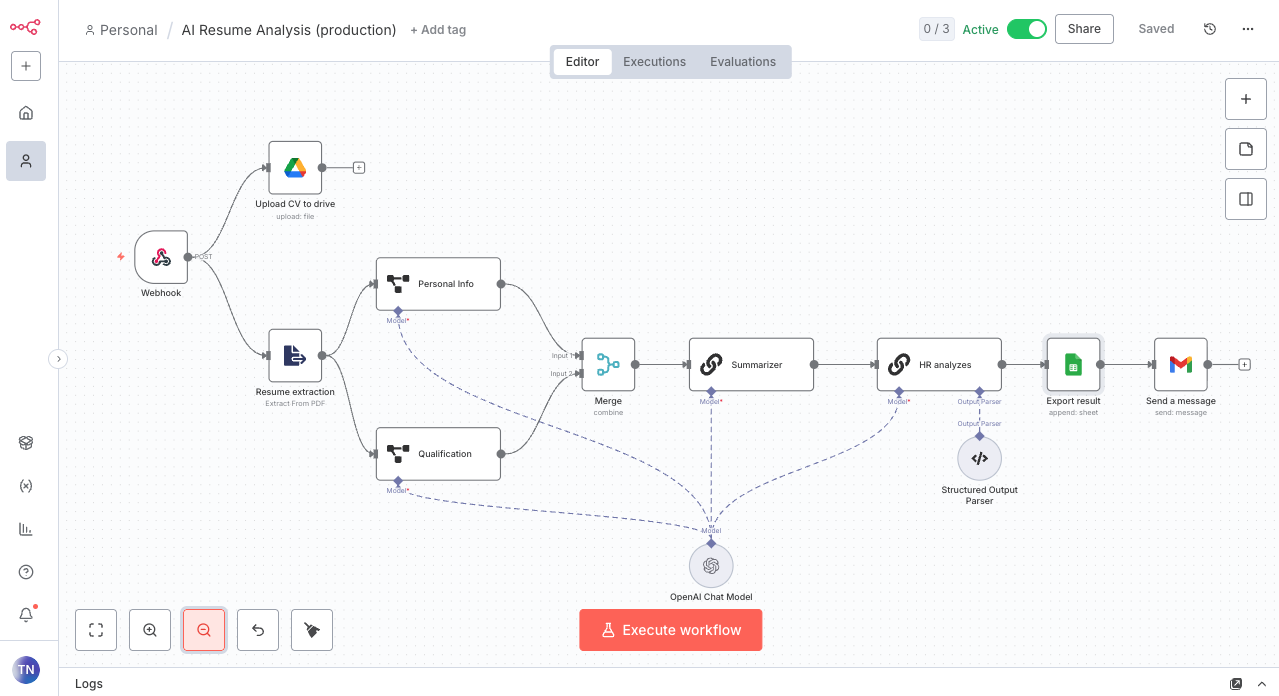 Personal / AI Resume Analysis (production) + Add tag
0 / 3 Active Share Saved
Editor Executions Evaluations
Upload CV to drive
upload: file
POST
Webhook
Personal Info
Model*
Resume extraction
Extract From PDF
Input 1
Input 2
Merge
combine
Summarizer
Model*
HR analyzes
Model*
Output Parser
Export result
append: sheet
Send a message
send: message
Output Parser
Structured Output
Parser
Qualification
Model*
Model
OpenAI Chat Model
Execute workflow
TN
Logs